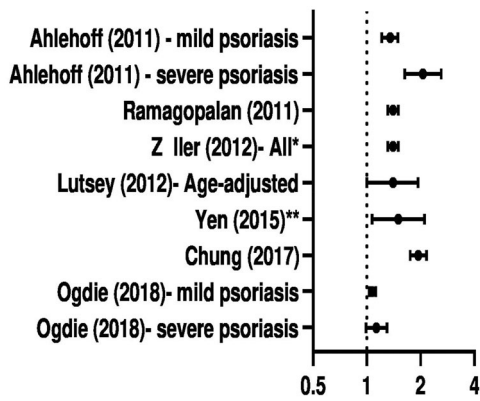 Ahlehoff (2011) - mild psoriasis
Ahlehoff (2011) - severe psoriasis
Ramagopalan (2011)
Z ller (2012)- All*
Lutsey (2012)- Age-adjusted
Yen (2015)**
Chung (2017)
Ogdie (2018)- mild psoriasis
Ogdie (2018)- severe psoriasis
0.5 1 2 4